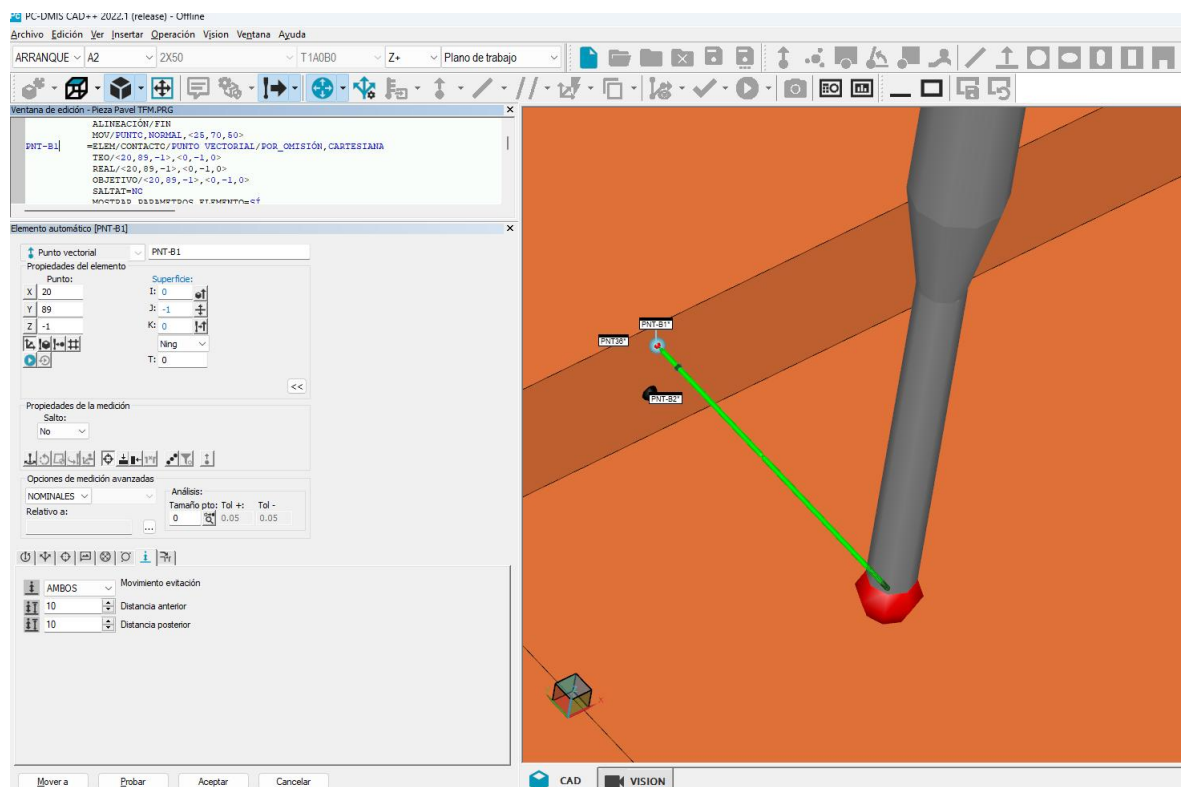 PC-DMIS CAD++ 2022.1 (release) - Offline
Archivo Edición Ver Insertar Operación Vision Ventana Ayuda
ARRANQUE A2 2X50 T1A0B0 Z+ Plano de trabajo
Ventana de edición - Pieza Pavel TFM.PRG X
ALINEACIÓN/FIN
MOV/PUNTO,NORMAL,<25,70,50>
PNT-B1 =ELEM/CONTACTO/PUNTO VECTORIAL/POR_OMISIÓN,CARTESIANA
TEO/<20,89,-1>,<0,-1,0>
REAL/<20,89,-1>,<0,-1,0>
OBJETIVO/<20,89,-1>,<0,-1,0>
SALTAT=NO
MOSTRAR PARAMETROS ELEMENTO=SÍ
Elemento automático [PNT-B1] X
Punto vectorial PNT-B1
Propiedades del elemento
Punto: Superficie:
X 20 I: 0
Y 89 J: -1
Z -1 K: 0
Ning
T: 0
<<
Propiedades de la medición
Salto:
No
Opciones de medición avanzadas
NOMINALES
Relativo a:
...
Análisis:
Tamaño pto: Tol +: Tol -
0 0.05 0.05
AMBOS Movimiento evitación
10 Distancia anterior
10 Distancia posterior
Mover a Probar Aceptar Cancelar
PNT-B1*
PNT36*
PNT-B2*
X
CAD VISION